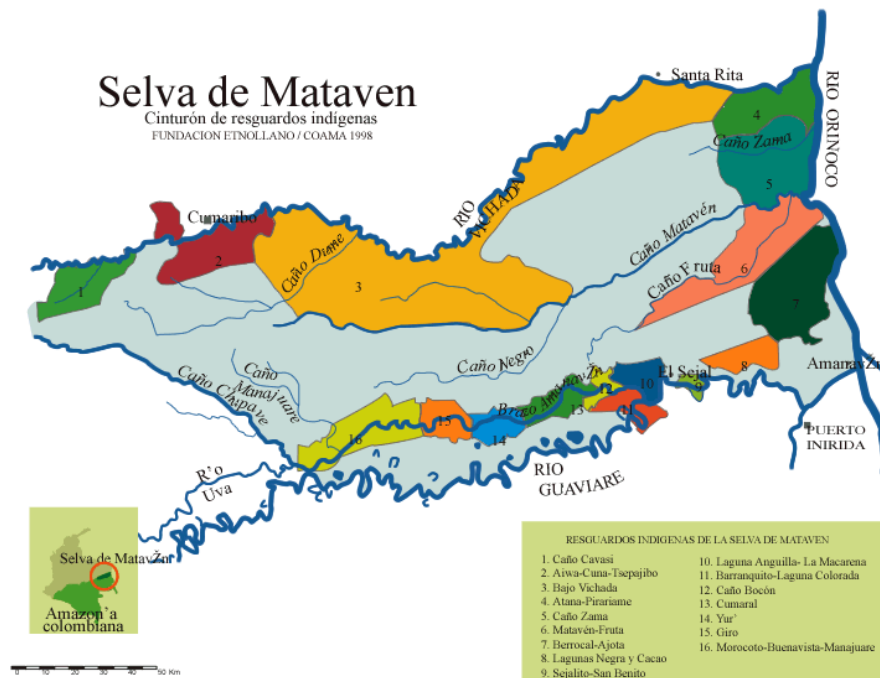 Selva de Mataven
Cinturón de resguardos indígenas
FUNDACION ETNOLLANO / COAMA 1998
Santa Rita
RIO ORINOCO
4
Caño Zama
5
RIO
VICHADA
Cumaribo
2
Caño Dume
Caño Matavén
1
3
Caño Fruta
6
7
Caño Negro
Caño
Manajuare
Caño Chupave
El Sejal
8
AmanavŽn
Brazo AmanavŽn
12
10
9
13
11
15
14
16
PUERTO
INIRIDA
R'o
Uva
RIO
GUAVIARE
Selva de MatavŽn
Amazon'a
colombiana
0 10 20 30 40 50 Km
RESGUARDOS INDIGENAS DE LA SELVA DE MATAVEN
1. Caño Cavasi
2. Aiwa-Cuna-Tsepajibo
3. Bajo Vichada
4. Atana-Pirariame
5. Caño Zama
6. Matavén-Fruta
7. Berrocal-Ajota
8. Lagunas Negra y Cacao
9. Sejalito-San Benito
10. Laguna Anguilla- La Macarena
11. Barranquito-Laguna Colorada
12. Caño Bocón
13. Cumaral
14. Yur'
15. Giro
16. Morocoto-Buenavista-Manajuare